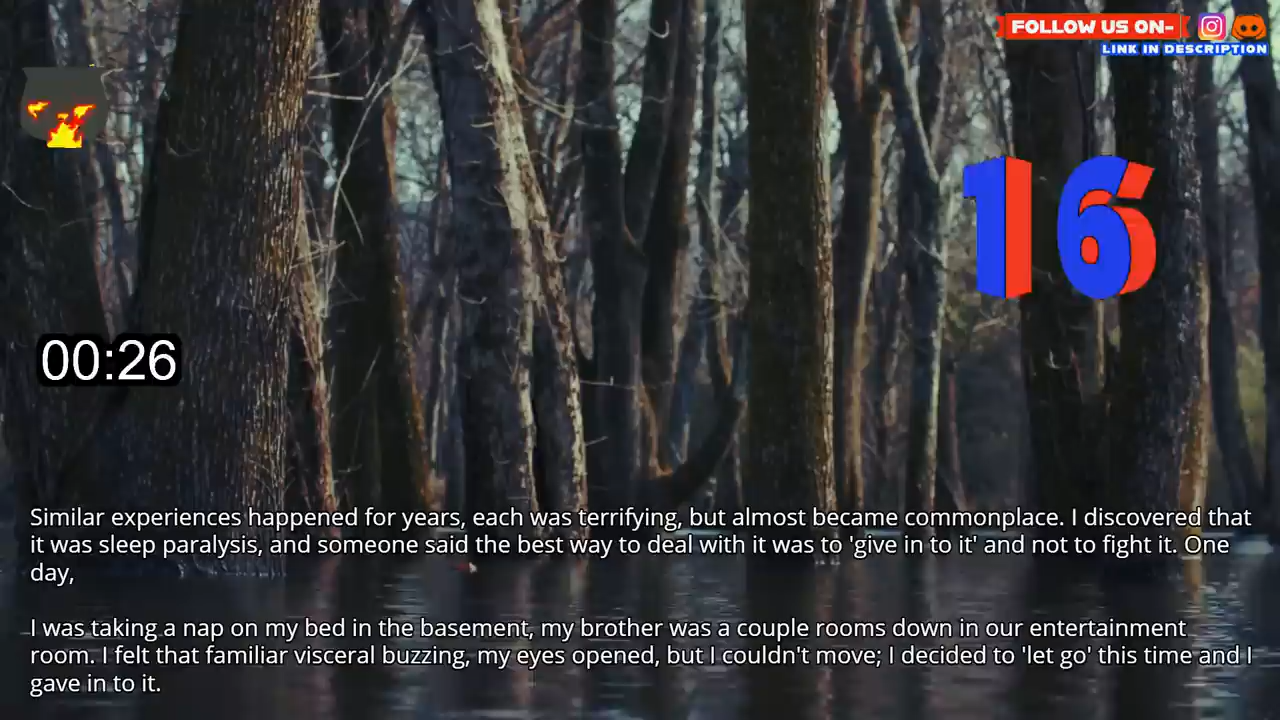 FOLLOW US ON-
LINK IN DESCRIPTION
16
00:26
Similar experiences happened for years, each was terrifying, but almost became commonplace. I discovered that
it was sleep paralysis, and someone said the best way to deal with it was to 'give in to it' and not to fight it. One
day,
I was taking a nap on my bed in the basement, my brother was a couple rooms down in our entertainment
room. I felt that familiar visceral buzzing, my eyes opened, but I couldn't move; I decided to 'let go' this time and I
gave in to it.